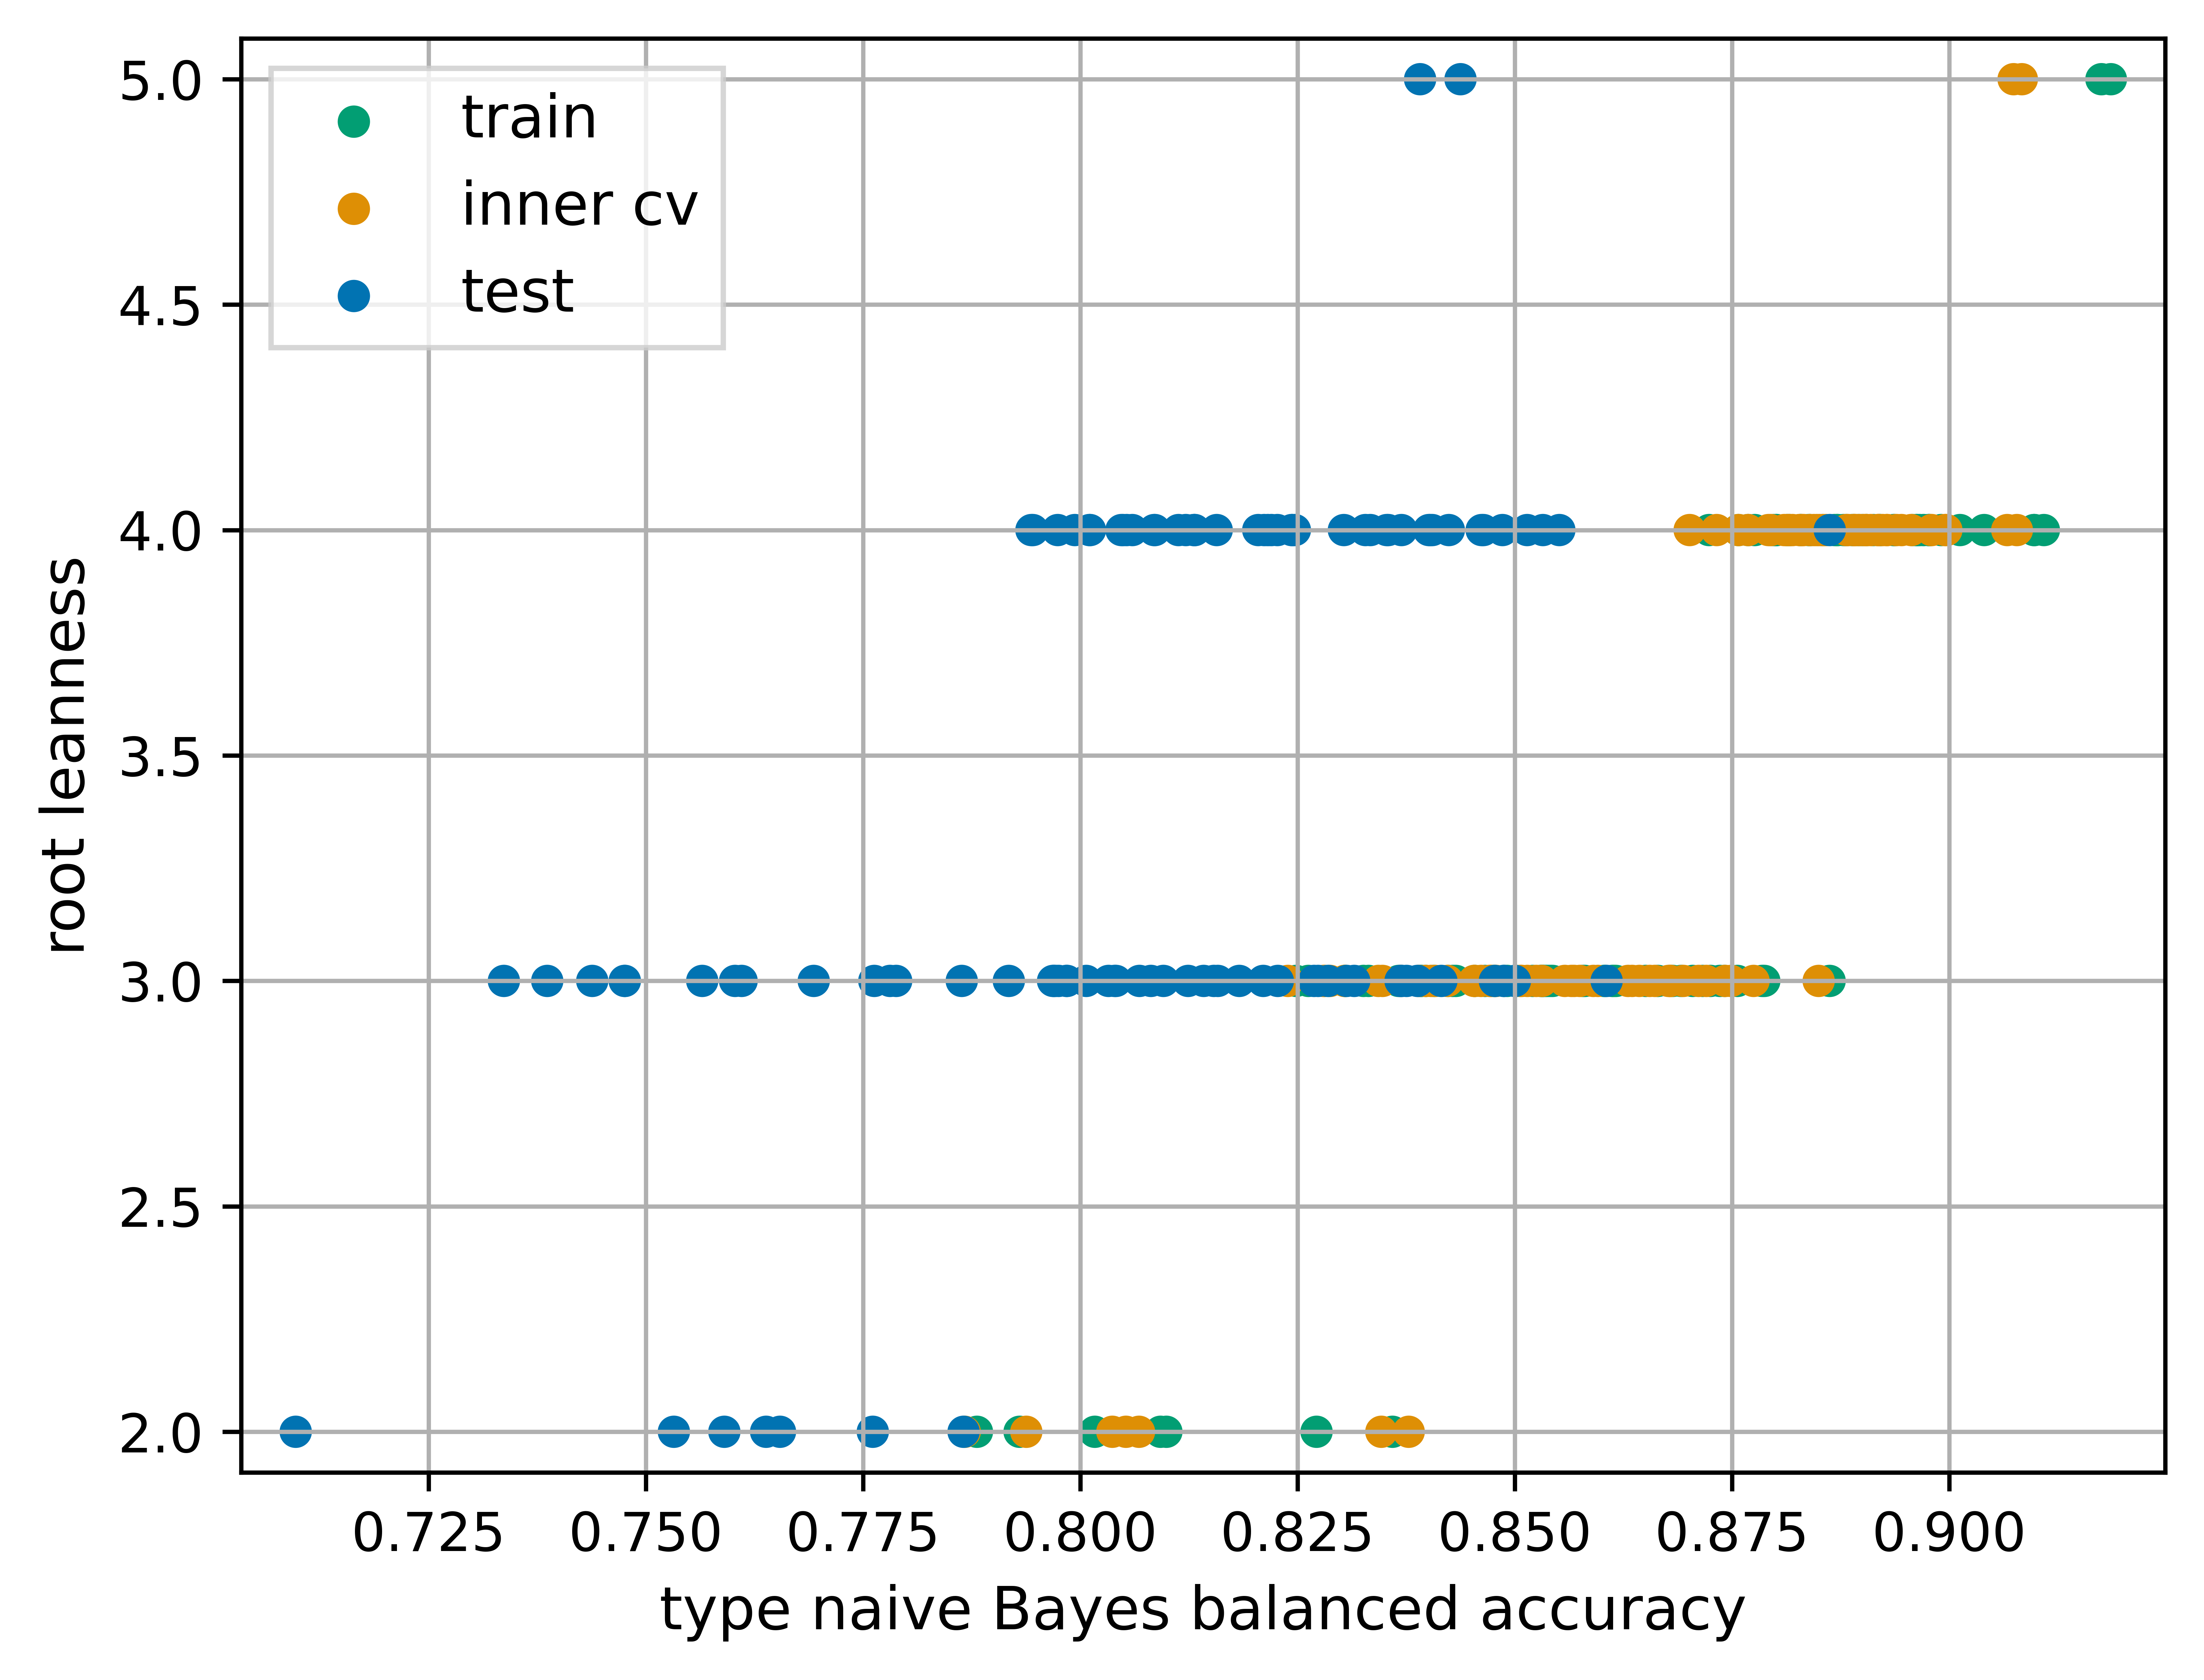 train
inner cv
test
root leanness
5.0
4.5
4.0
3.5
3.0
2.5
2.0
0.725 0.750 0.775 0.800 0.825 0.850 0.875 0.900
type naive Bayes balanced accuracy